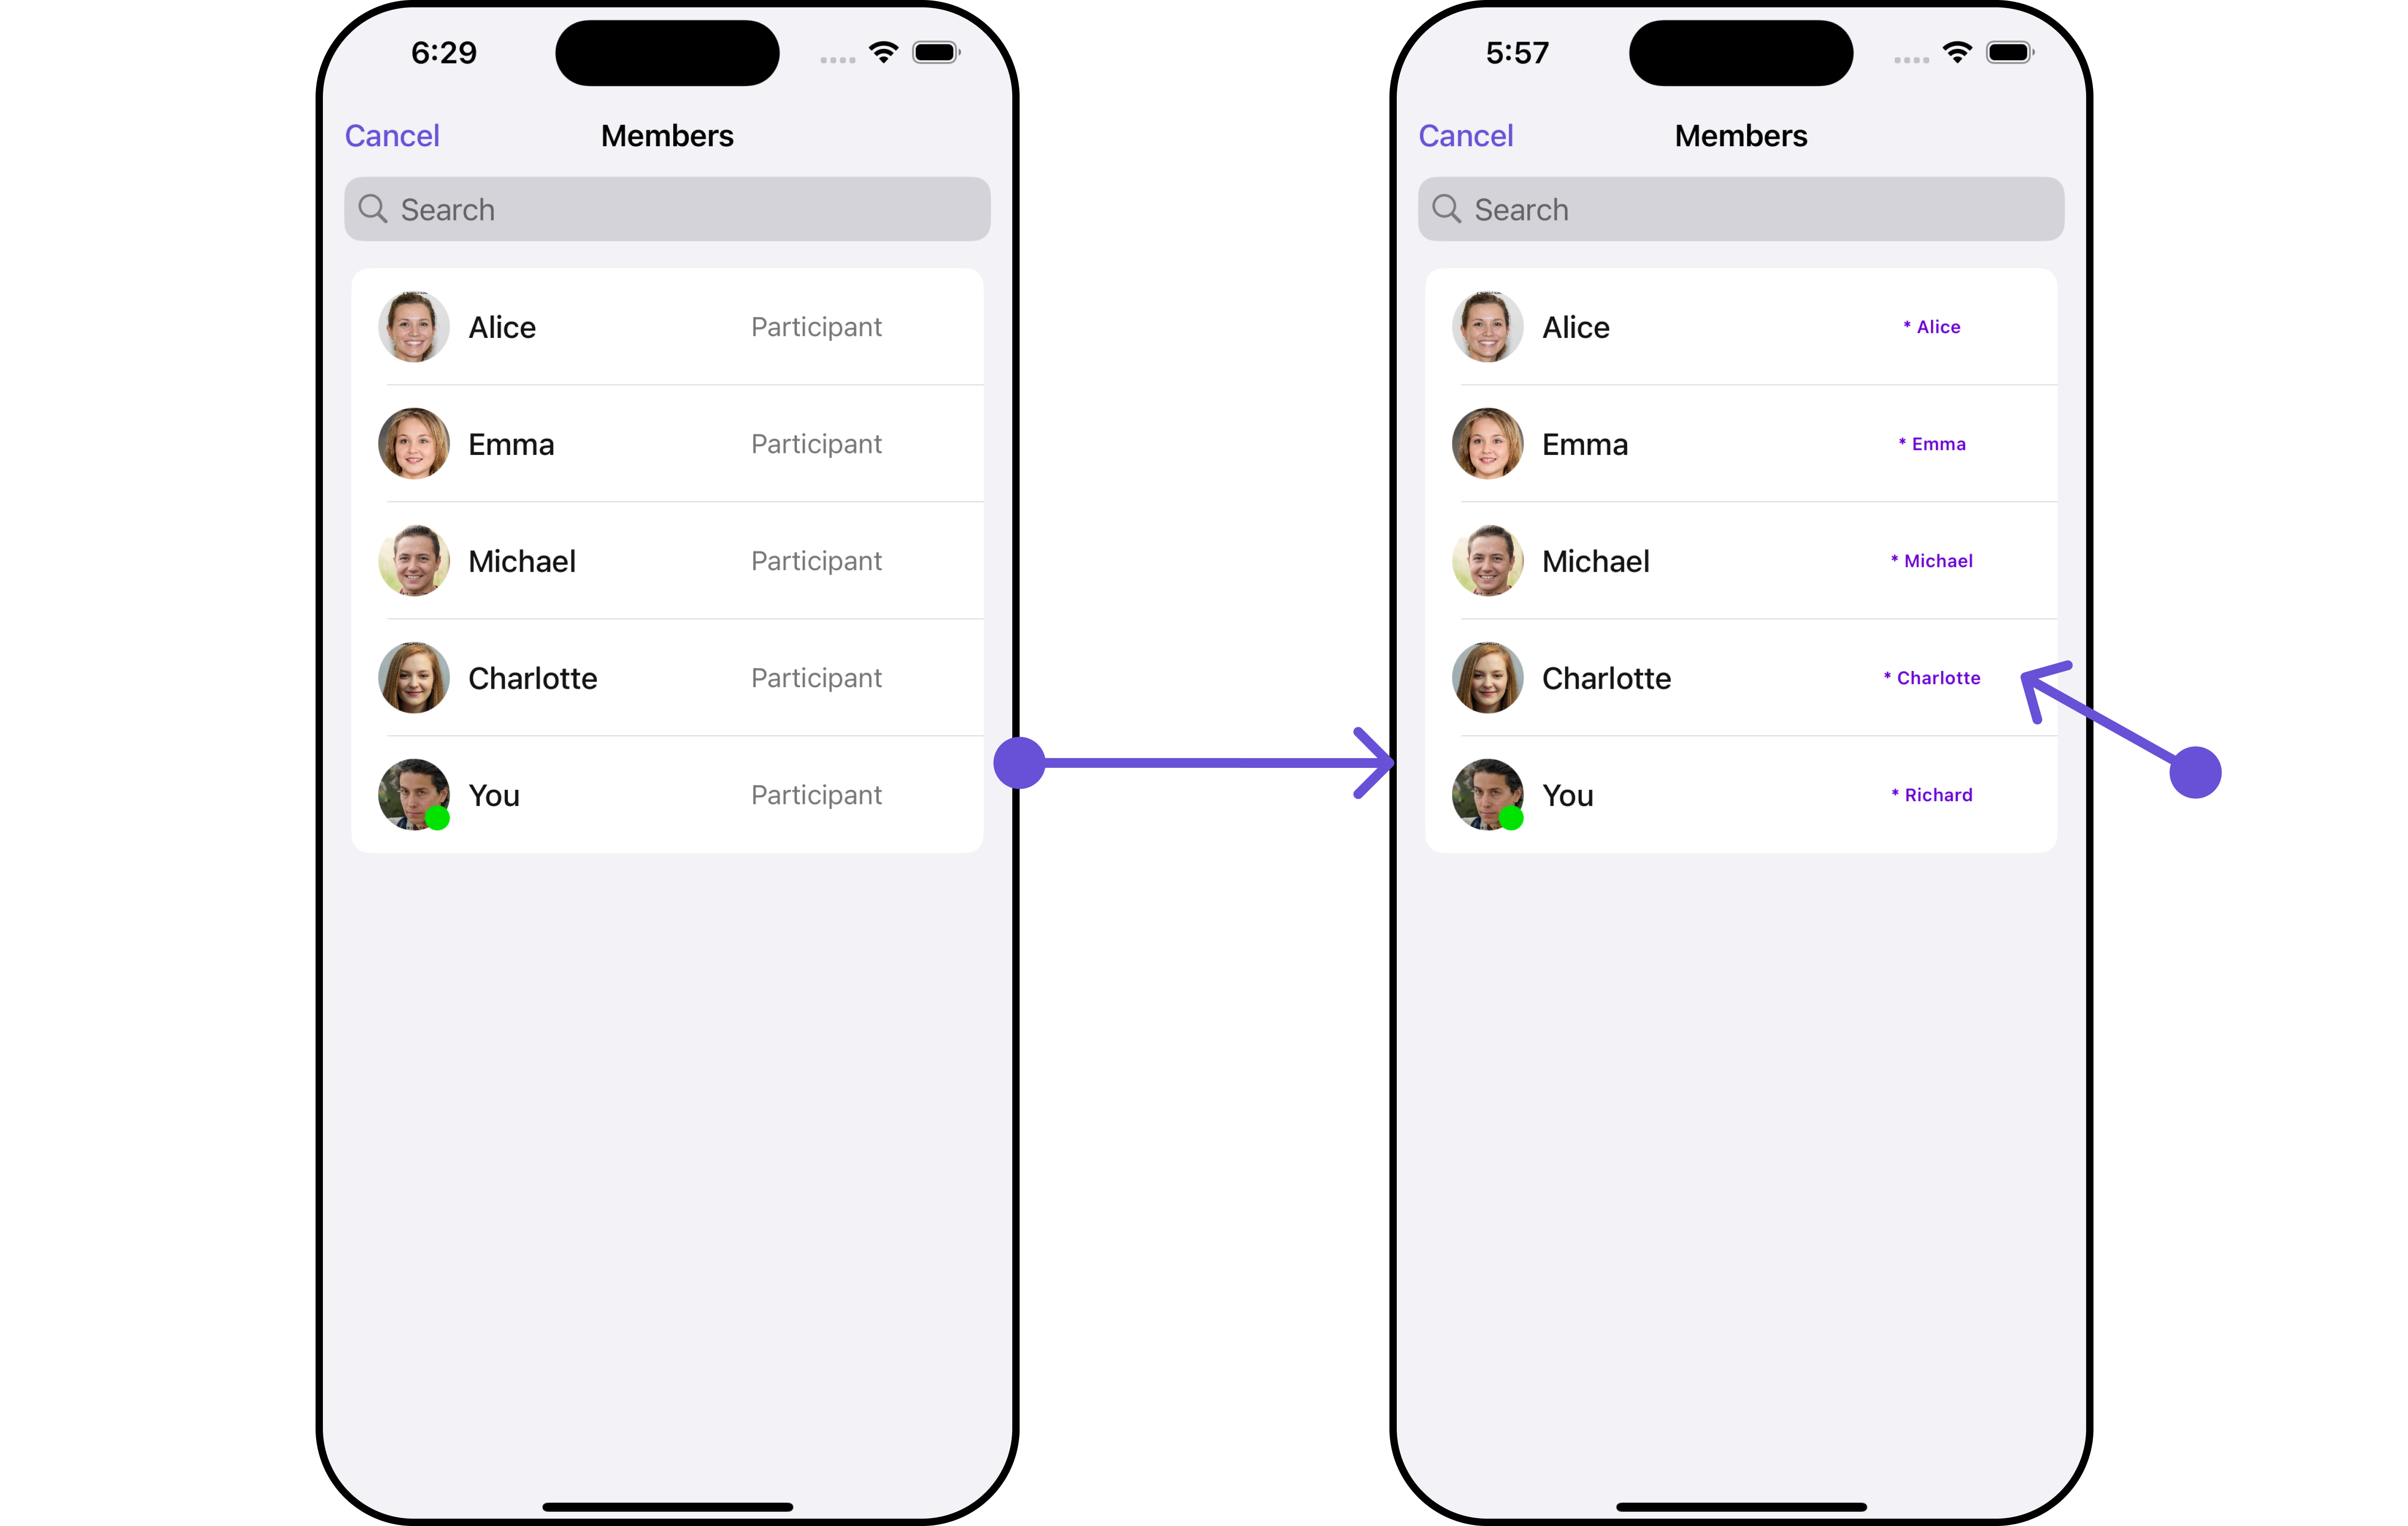 6:29
Cancel Members
Search
Alice Participant
Emma Participant
Michael Participant
Charlotte Participant
You Participant
5:57
Cancel Members
Search
Alice * Alice
Emma * Emma
Michael * Michael
Charlotte * Charlotte
You * Richard